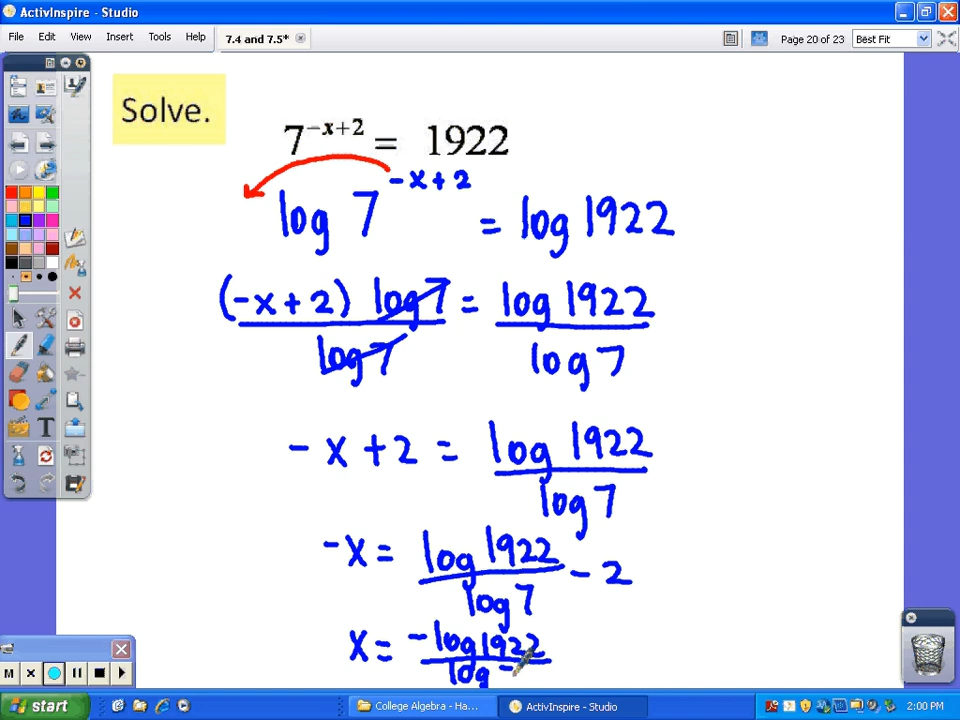 ActivInspire - Studio
File Edit View Insert Tools Help 7.4 and 7.5* Page 20 of 23 Best Fit
Solve.
7^(-x+2) = 1922
log 7^(-x+2) = log 1922
(-x+2) log 7 / log 7 = log 1922 / log 7
-x+2 = log 1922 / log 7
-x = log 1922 / log 7 - 2
x = -log 1922 / log
M
start College Algebra - Ha... ActivInspire - Studio 2:00 PM